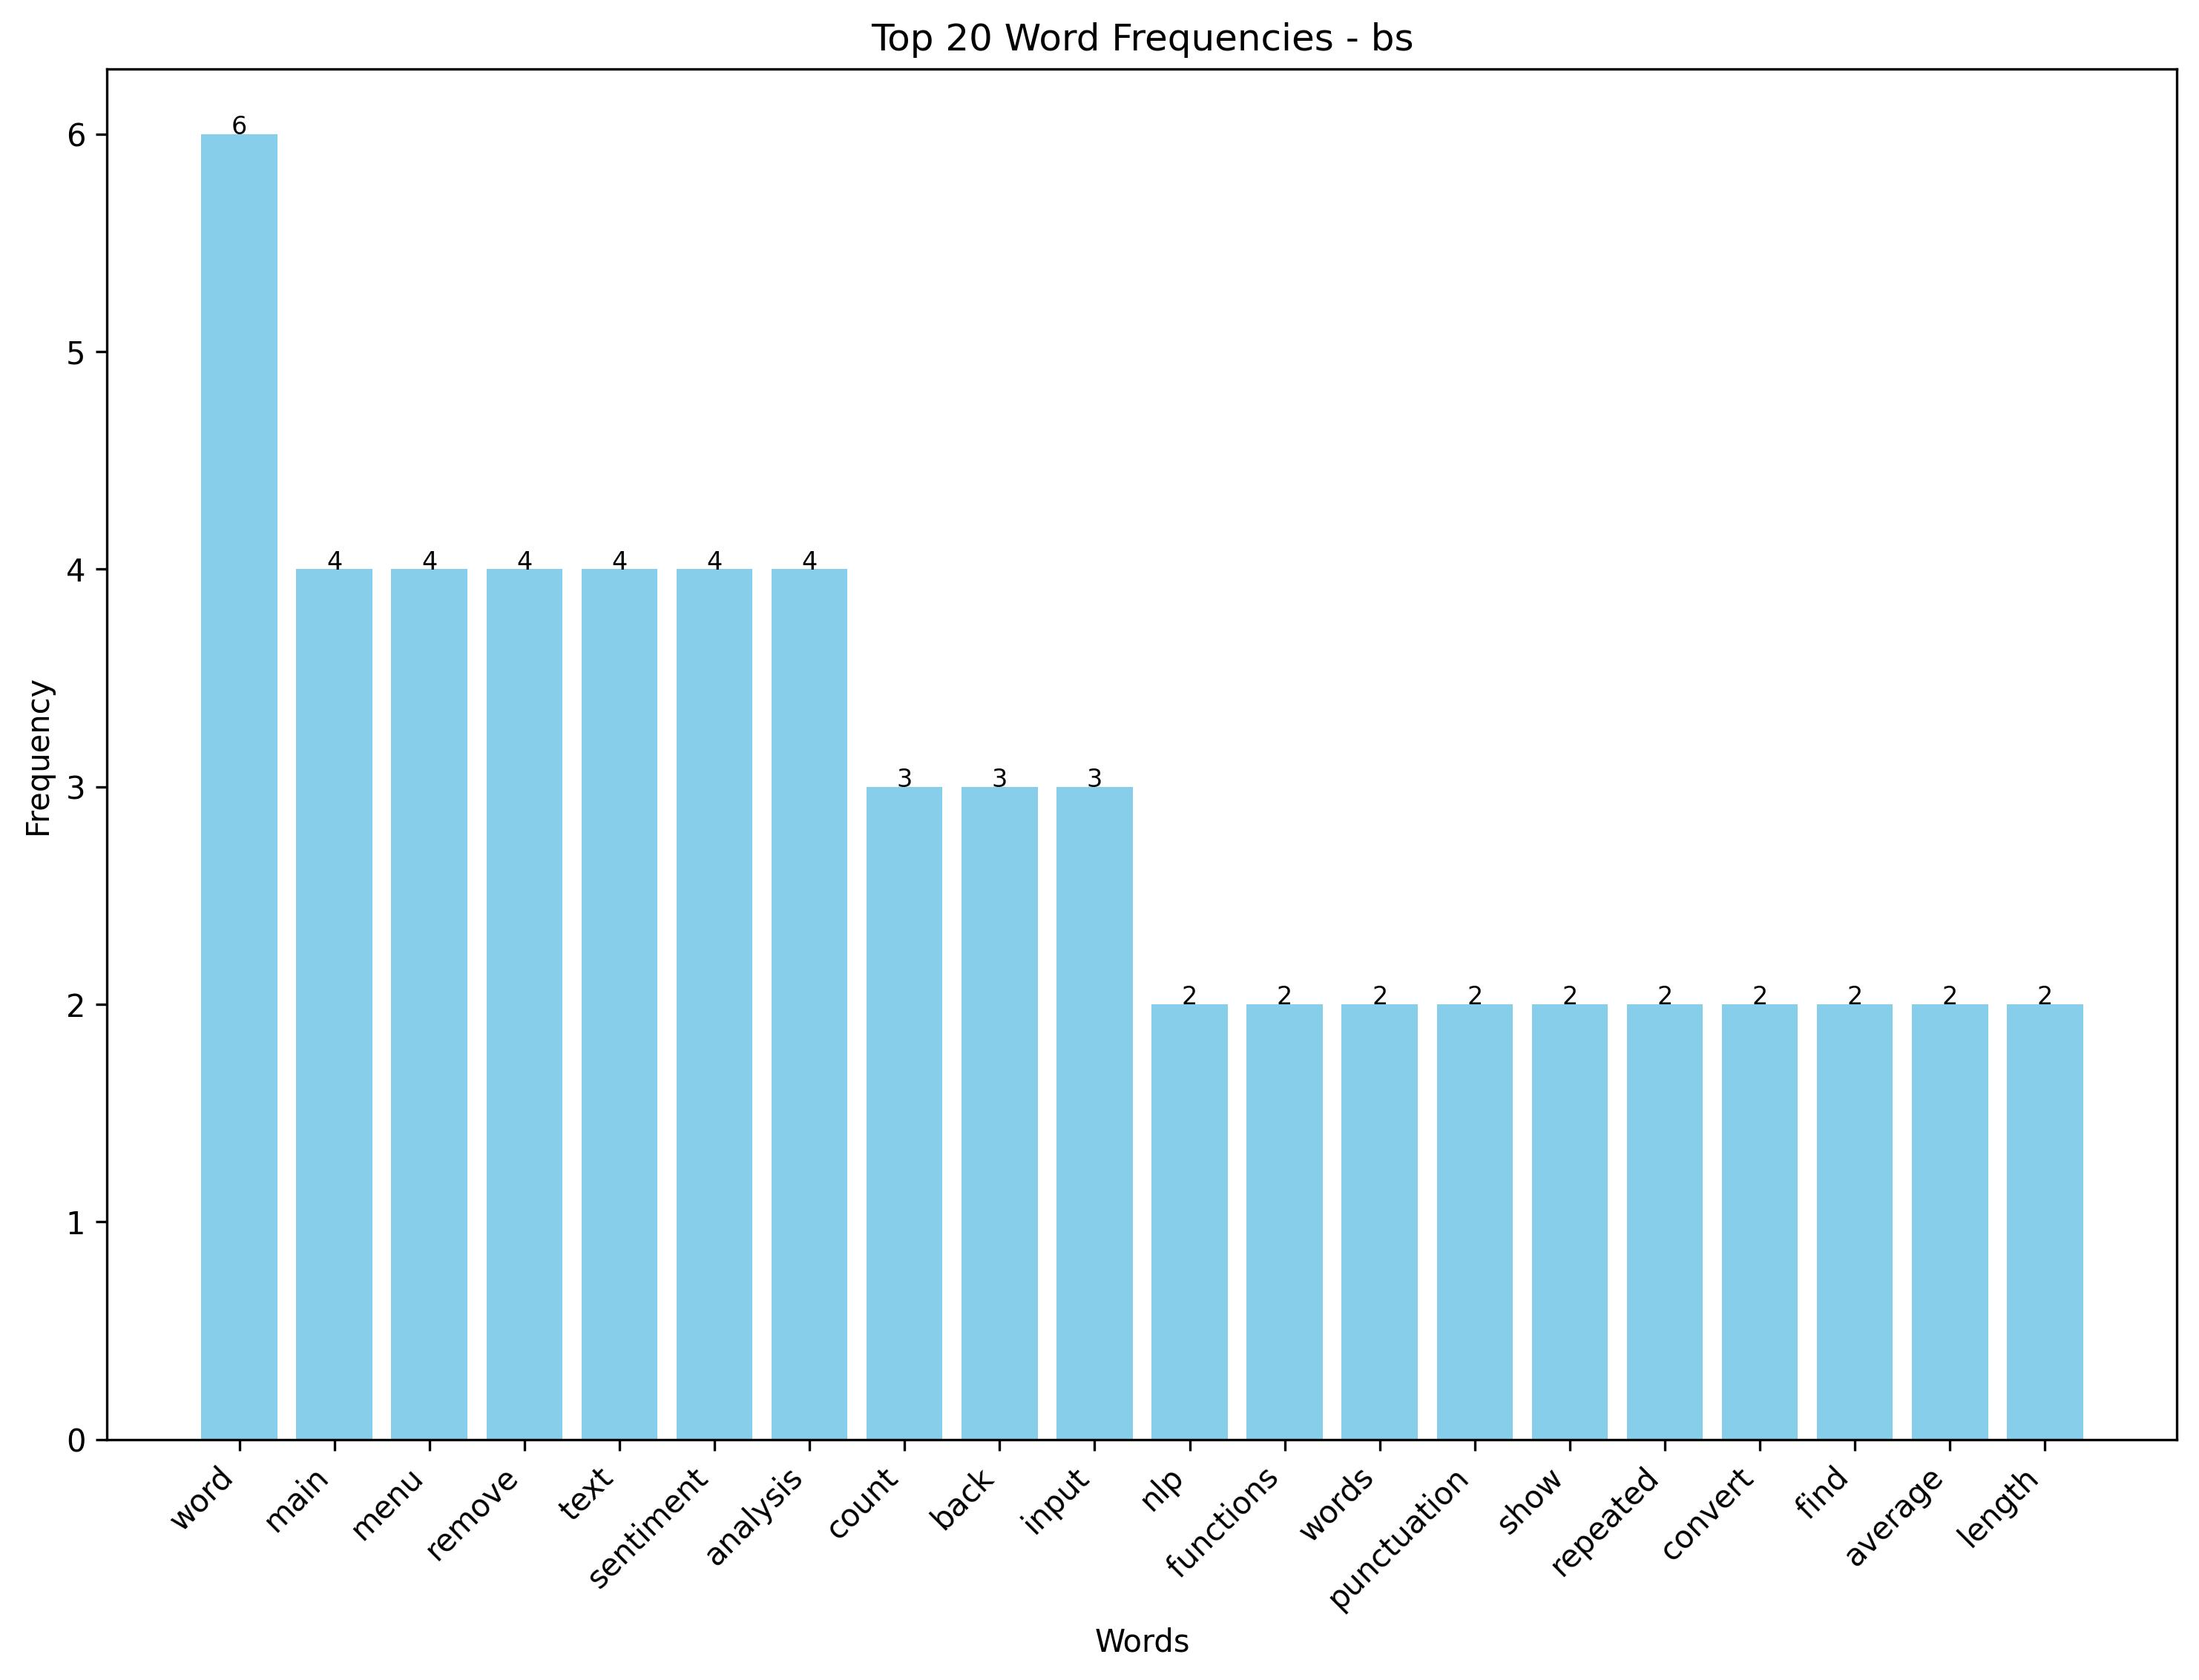 Top 20 Word Frequencies - bs
Frequency
6
5
4
3
2
1
0
6
4
4
4
4
4
4
3
3
3
2
2
2
2
2
2
2
2
2
2
word
main
menu
remove
text
sentiment
analysis
count
back
input
nlp
functions
words
punctuation
show
repeated
convert
find
average
length
Words